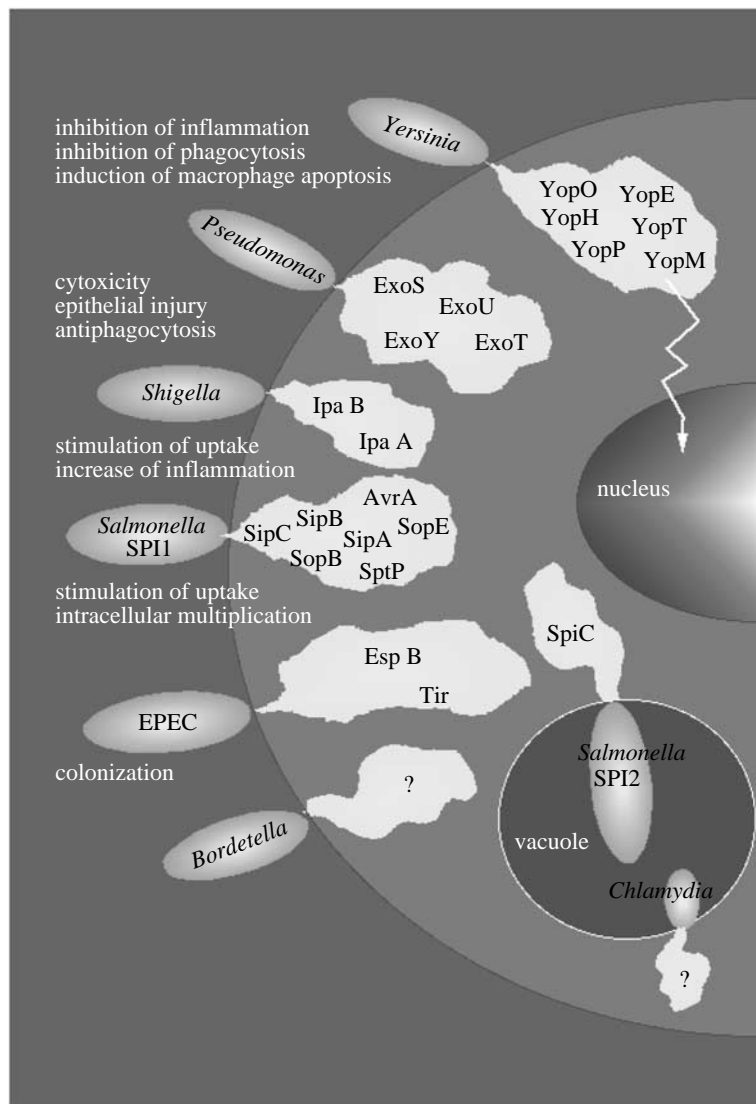 Yersinia
inhibition of inflammation
inhibition of phagocytosis
induction of macrophage apoptosis
YopO
YopE
YopH
YopT
YopP
YopM
Pseudomonas
cytoxicity
epithelial injury
antiphagocytosis
ExoS
ExoU
ExoY
ExoT
Shigella
Ipa B
Ipa A
stimulation of uptake
increase of inflammation
nucleus
Salmonella
SPI1
AvrA
SipB
SipC
SopE
SipA
SopB
SptP
stimulation of uptake
intracellular multiplication
SpiC
Esp B
Tir
EPEC
colonization
Salmonella
SPI2
?
Bordetella
vacuole
Chlamydia
?